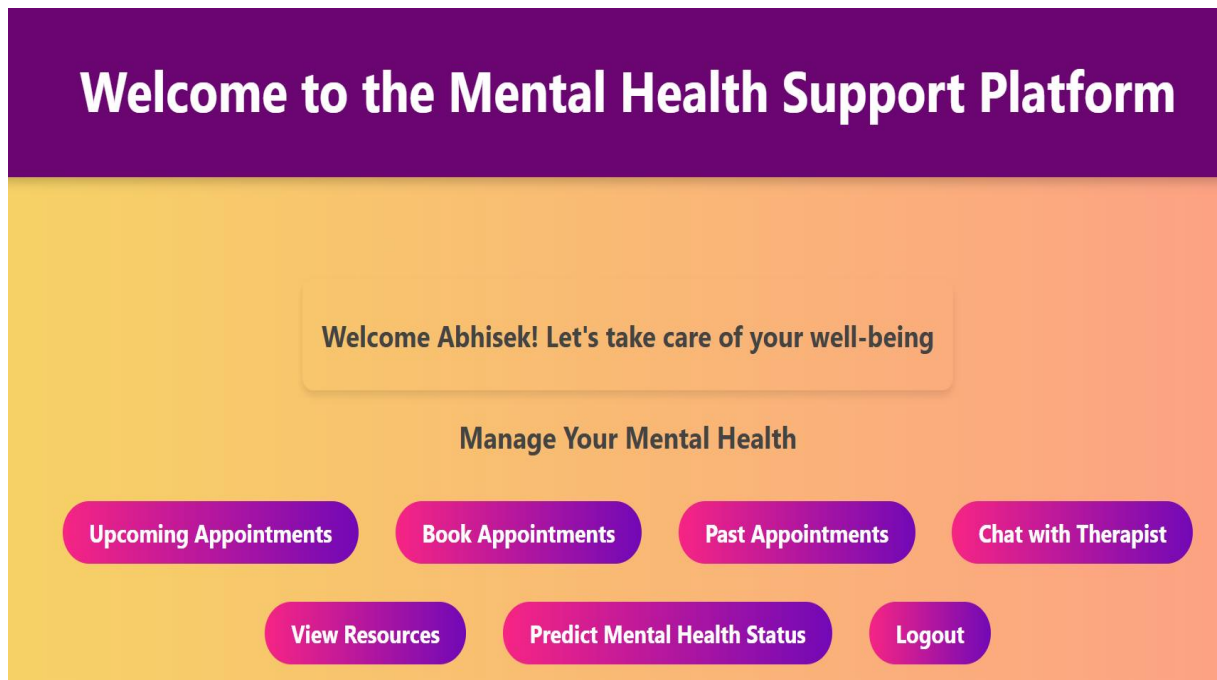 Welcome to the Mental Health Support Platform
Welcome Abhisek! Let's take care of your well-being
Manage Your Mental Health
Upcoming Appointments
Book Appointments
Past Appointments
Chat with Therapist
View Resources
Predict Mental Health Status
Logout